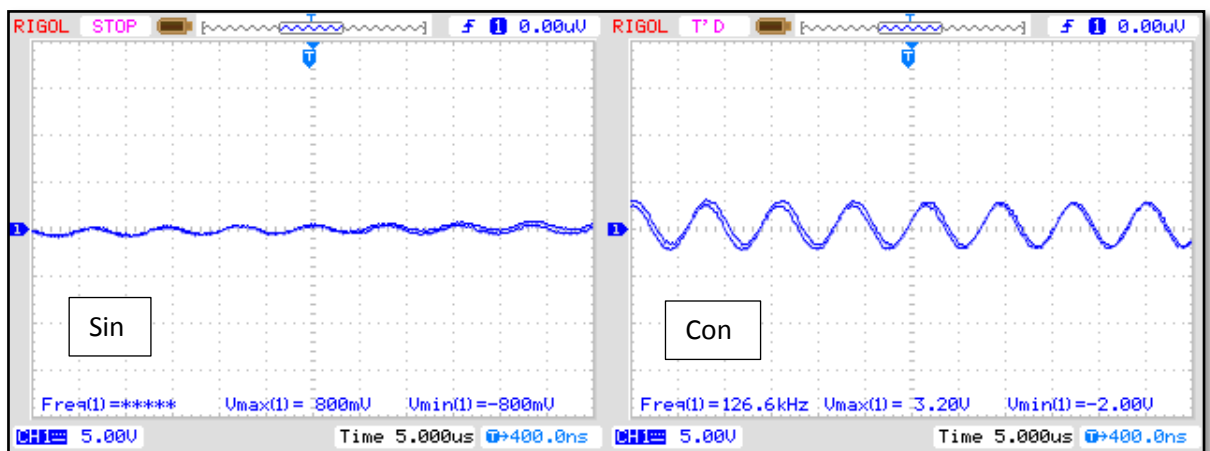 RIGOL STOP T f 1 0.00uV
T
1
Sin
Freq(1)=***** Vmax(1)= 800mV Vmin(1)=-800mV
CH1 5.00V Time 5.000us T→400.0ns
RIGOL T'D T f 1 0.00uV
T
1
Con
Freq(1)=126.6kHz Vmax(1)= 3.20V Vmin(1)=-2.00V
CH1 5.00V Time 5.000us T→400.0ns